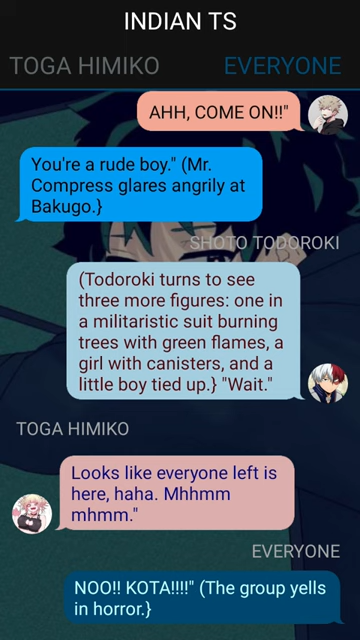 INDIAN TS
TOGA HIMIKO
EVERYONE
AHH, COME ON!!"
You're a rude boy." (Mr.
Compress glares angrily at
Bakugo.}
SHOTO TODOROKI
(Todoroki turns to see
three more figures: one in
a militaristic suit burning
trees with green flames, a
girl with canisters, and a
little boy tied up.} "Wait."
TOGA HIMIKO
Looks like everyone left is
here, haha. Mhhmm
mhmm."
EVERYONE
NOO!! KOTA!!!!" (The group yells
in horror.}